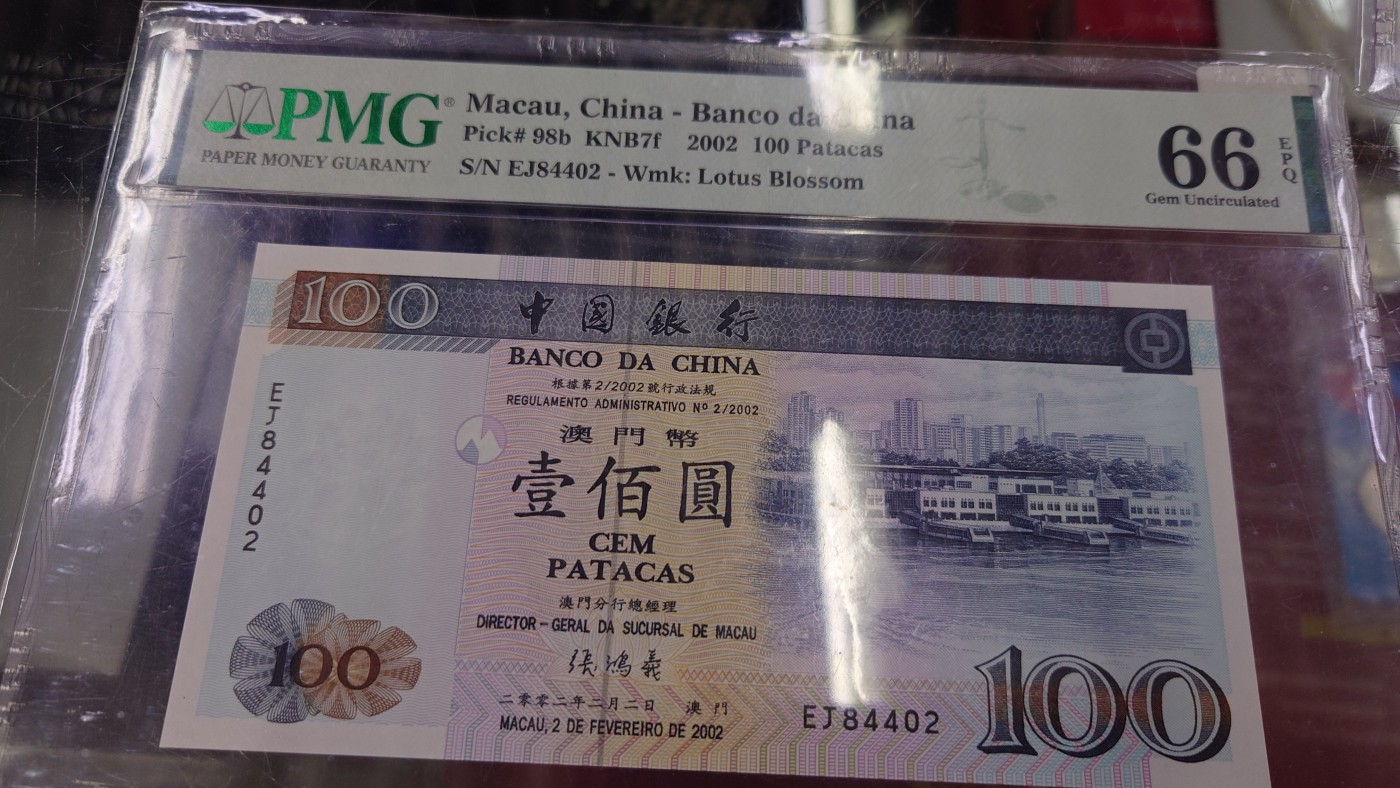 PMG®
PAPER MONEY GUARANTY
Macau, China - Banco da
Pick# 98b KNB7f 2002 100 Patacas
S/N EJ84402 - Wmk: Lotus Blossom
66
EPQ
Gem Uncirculated
100
中國銀行
BANCO DA CHINA
根據第2/2002號行政法規
REGULAMENTO ADMINISTRATIVO Nº 2/2002
澳門幣
壹佰圓
CEM
PATACAS
澳門分行總經理
DIRECTOR-GERAL DA SUCURSAL DE MACAU
張鴻義
二零零二年二月二日 澳門
MACAU, 2 DE FEVEREIRO DE 2002
EJ84402
100
EJ84402
100